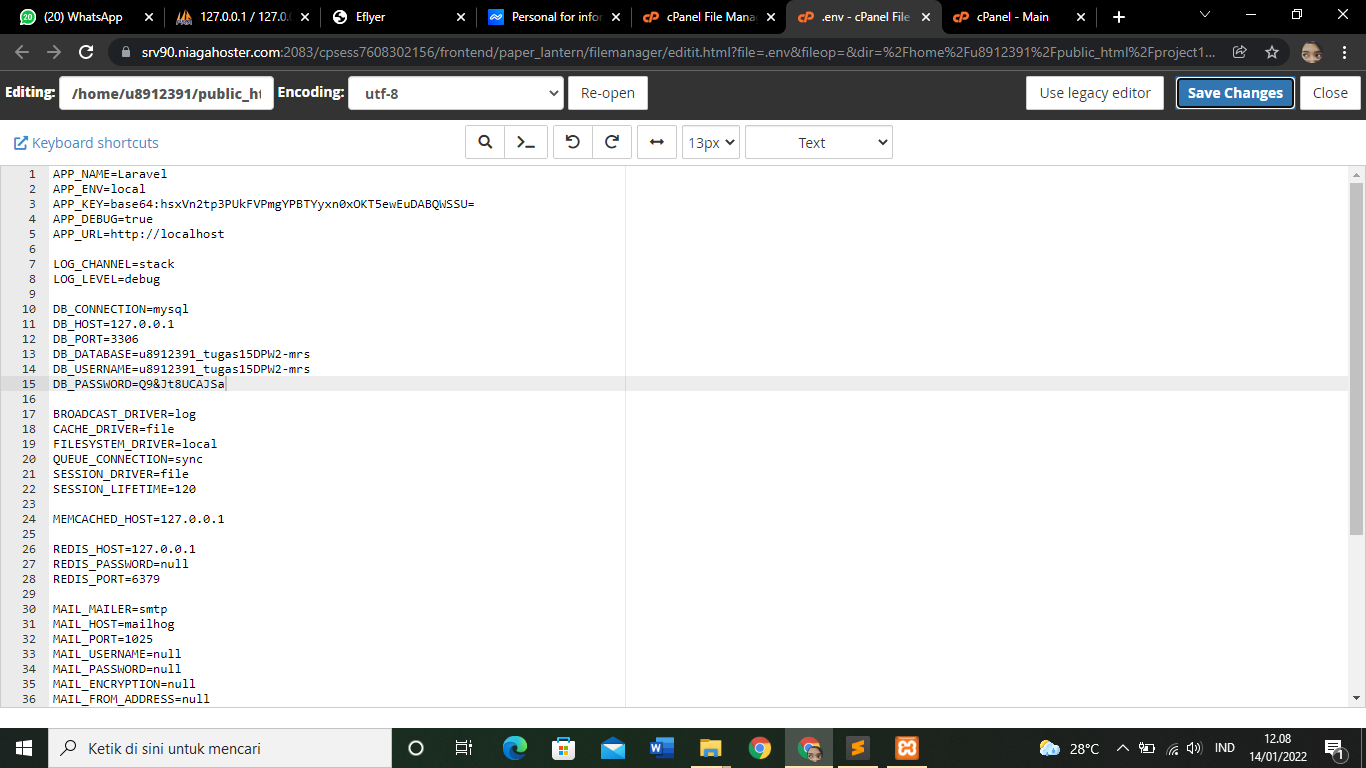 (20) WhatsApp
127.0.0.1 / 127.0.0
Eflyer
Personal for infor
cPanel File Mana
.env - cPanel File
cPanel - Main
srv90.niagahoster.com:2083/cpsess7608302156/frontend/paper_lantern/filemanager/editit.html?file=.env&fileop=&dir=%2Fhome%2Fu8912391%2Fpublic_html%2Fproject1...
Editing:
/home/u8912391/public_ht
Encoding:
utf-8
Re-open
Use legacy editor
Save Changes
Close
Keyboard shortcuts
13px
Text
1 APP_NAME=Laravel
2 APP_ENV=local
3 APP_KEY=base64:hsxVn2tp3PUkFVPmgYPBTYyxn0xOKT5ewEuDABQWSSU=
4 APP_DEBUG=true
5 APP_URL=http://localhost
6
7 LOG_CHANNEL=stack
8 LOG_LEVEL=debug
9
10 DB_CONNECTION=mysql
11 DB_HOST=127.0.0.1
12 DB_PORT=3306
13 DB_DATABASE=u8912391_tugas15DPW2-mrs
14 DB_USERNAME=u8912391_tugas15DPW2-mrs
15 DB_PASSWORD=Q9&Jt8UCAJSa
16
17 BROADCAST_DRIVER=log
18 CACHE_DRIVER=file
19 FILESYSTEM_DRIVER=local
20 QUEUE_CONNECTION=sync
21 SESSION_DRIVER=file
22 SESSION_LIFETIME=120
23
24 MEMCACHED_HOST=127.0.0.1
25
26 REDIS_HOST=127.0.0.1
27 REDIS_PASSWORD=null
28 REDIS_PORT=6379
29
30 MAIL_MAILER=smtp
31 MAIL_HOST=mailhog
32 MAIL_PORT=1025
33 MAIL_USERNAME=null
34 MAIL_PASSWORD=null
35 MAIL_ENCRYPTION=null
36 MAIL_FROM_ADDRESS=null
Ketik di sini untuk mencari
28°C
IND
12.08
14/01/2022
1